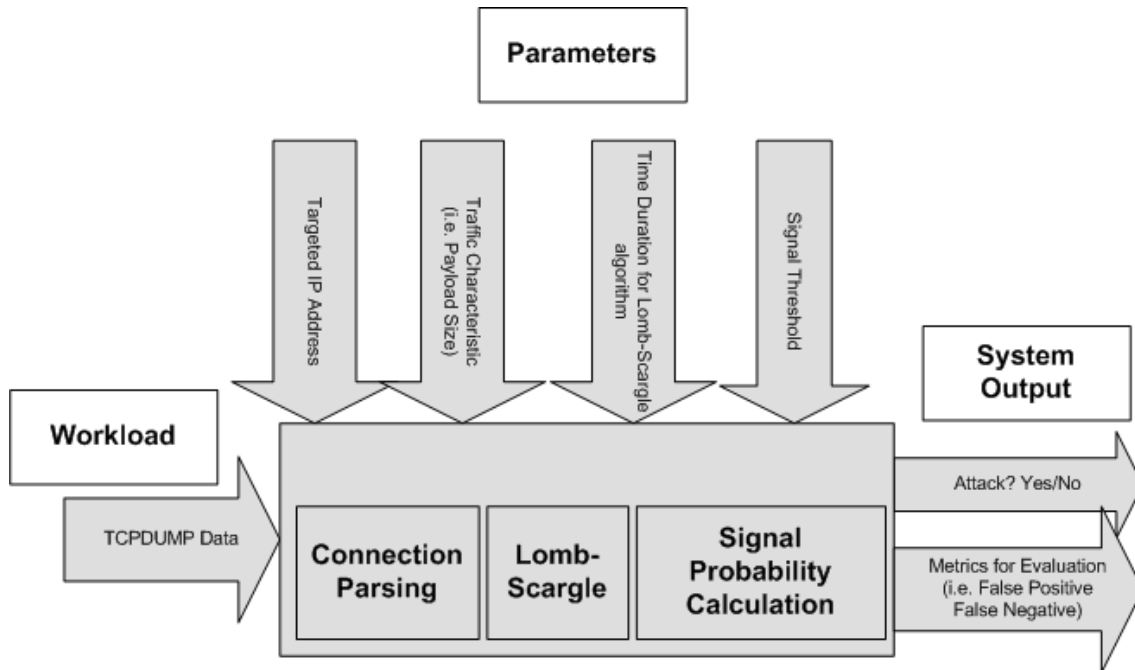 Parameters
Targeted IP Address
Traffic Characteristic
(i.e. Payload Size)
Time Duration for Lomb-Scargle
algorithm
Signal Threshold
System
Output
Workload
TCPDUMP Data
Attack? Yes/No
Connection
Parsing
Lomb-
Scargle
Signal
Probability
Calculation
Metrics for Evaluation
(i.e. False Positive
False Negative)